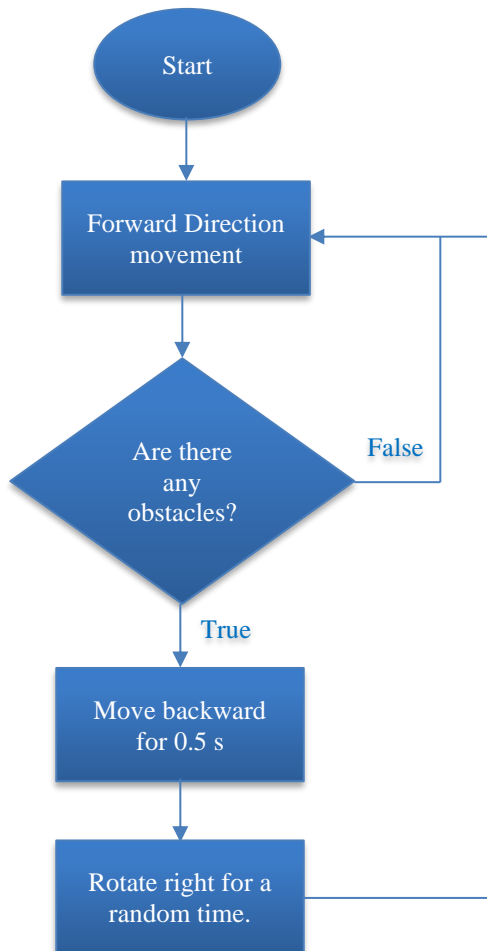 Start
Forward Direction
movement
Are there
any
obstacles?
False
True
Move backward
for 0.5 s
Rotate right for a
random time.